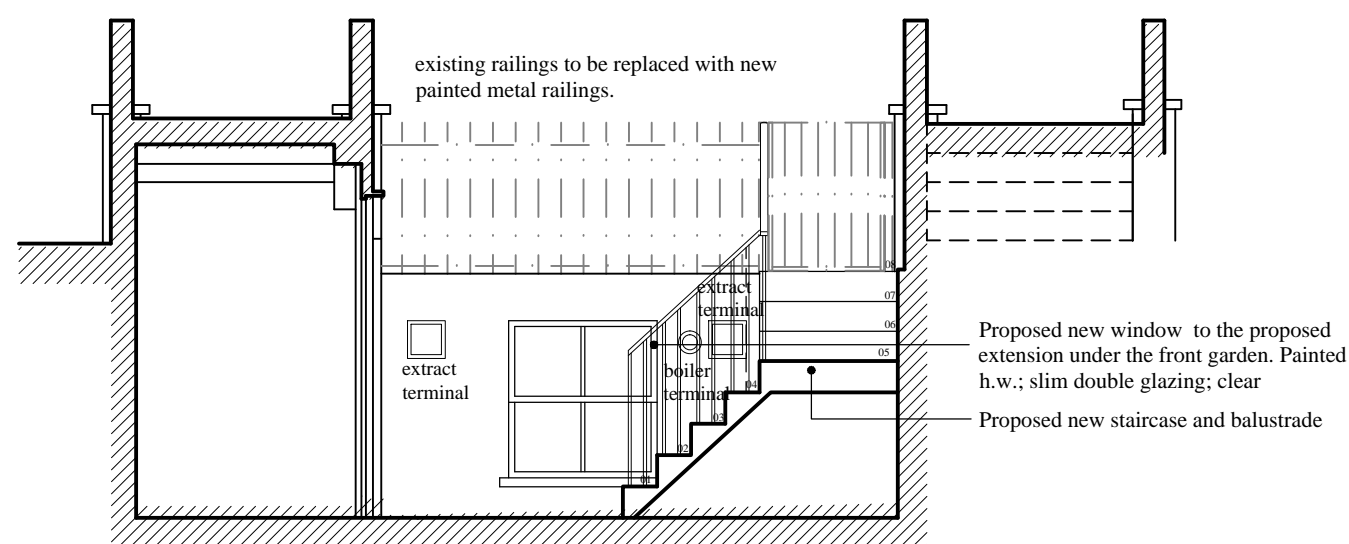 existing railings to be replaced with new
painted metal railings.
08
extract
terminal
07
06
05
extract
terminal
boiler
terminal
04
03
02
01
Proposed new window to the proposed
extension under the front garden. Painted
h.w.; slim double glazing; clear
Proposed new staircase and balustrade